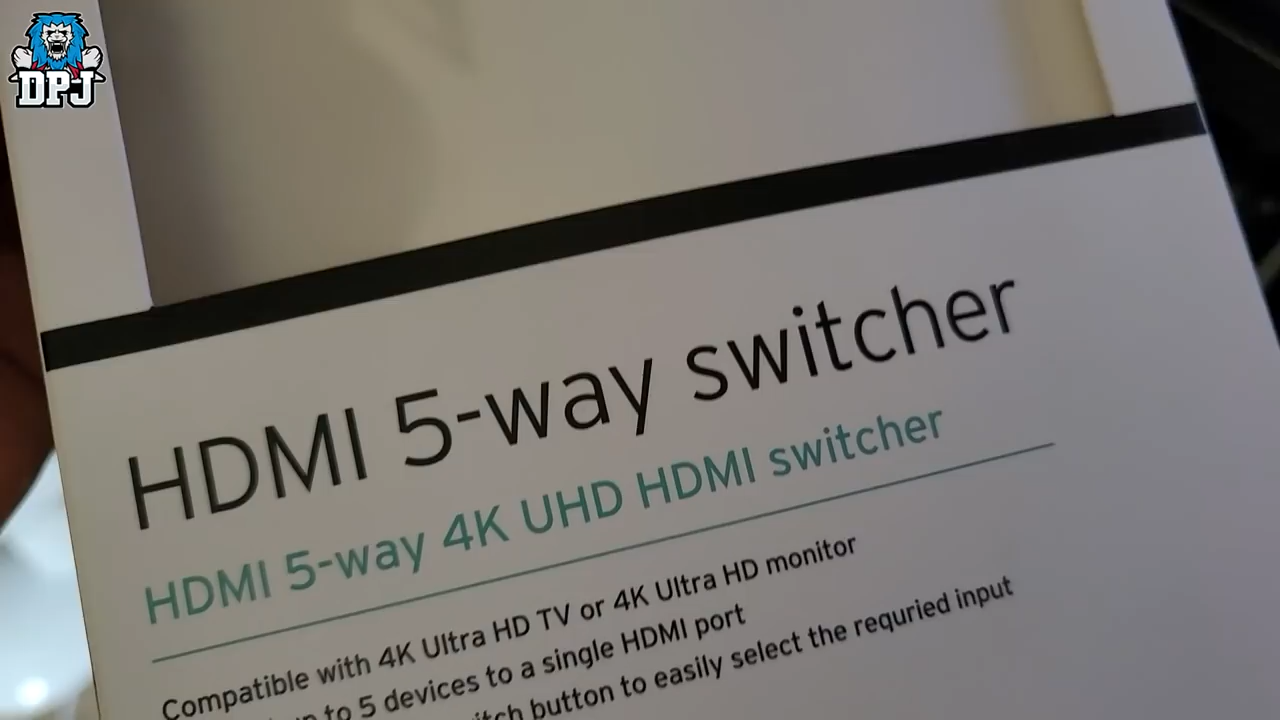 DPJ
HDMI 5-way switcher
HDMI 5-way 4K UHD HDMI switcher
Compatible with 4K Ultra HD TV or 4K Ultra HD monitor
to 5 devices to a single HDMI port
button to easily select the requried input